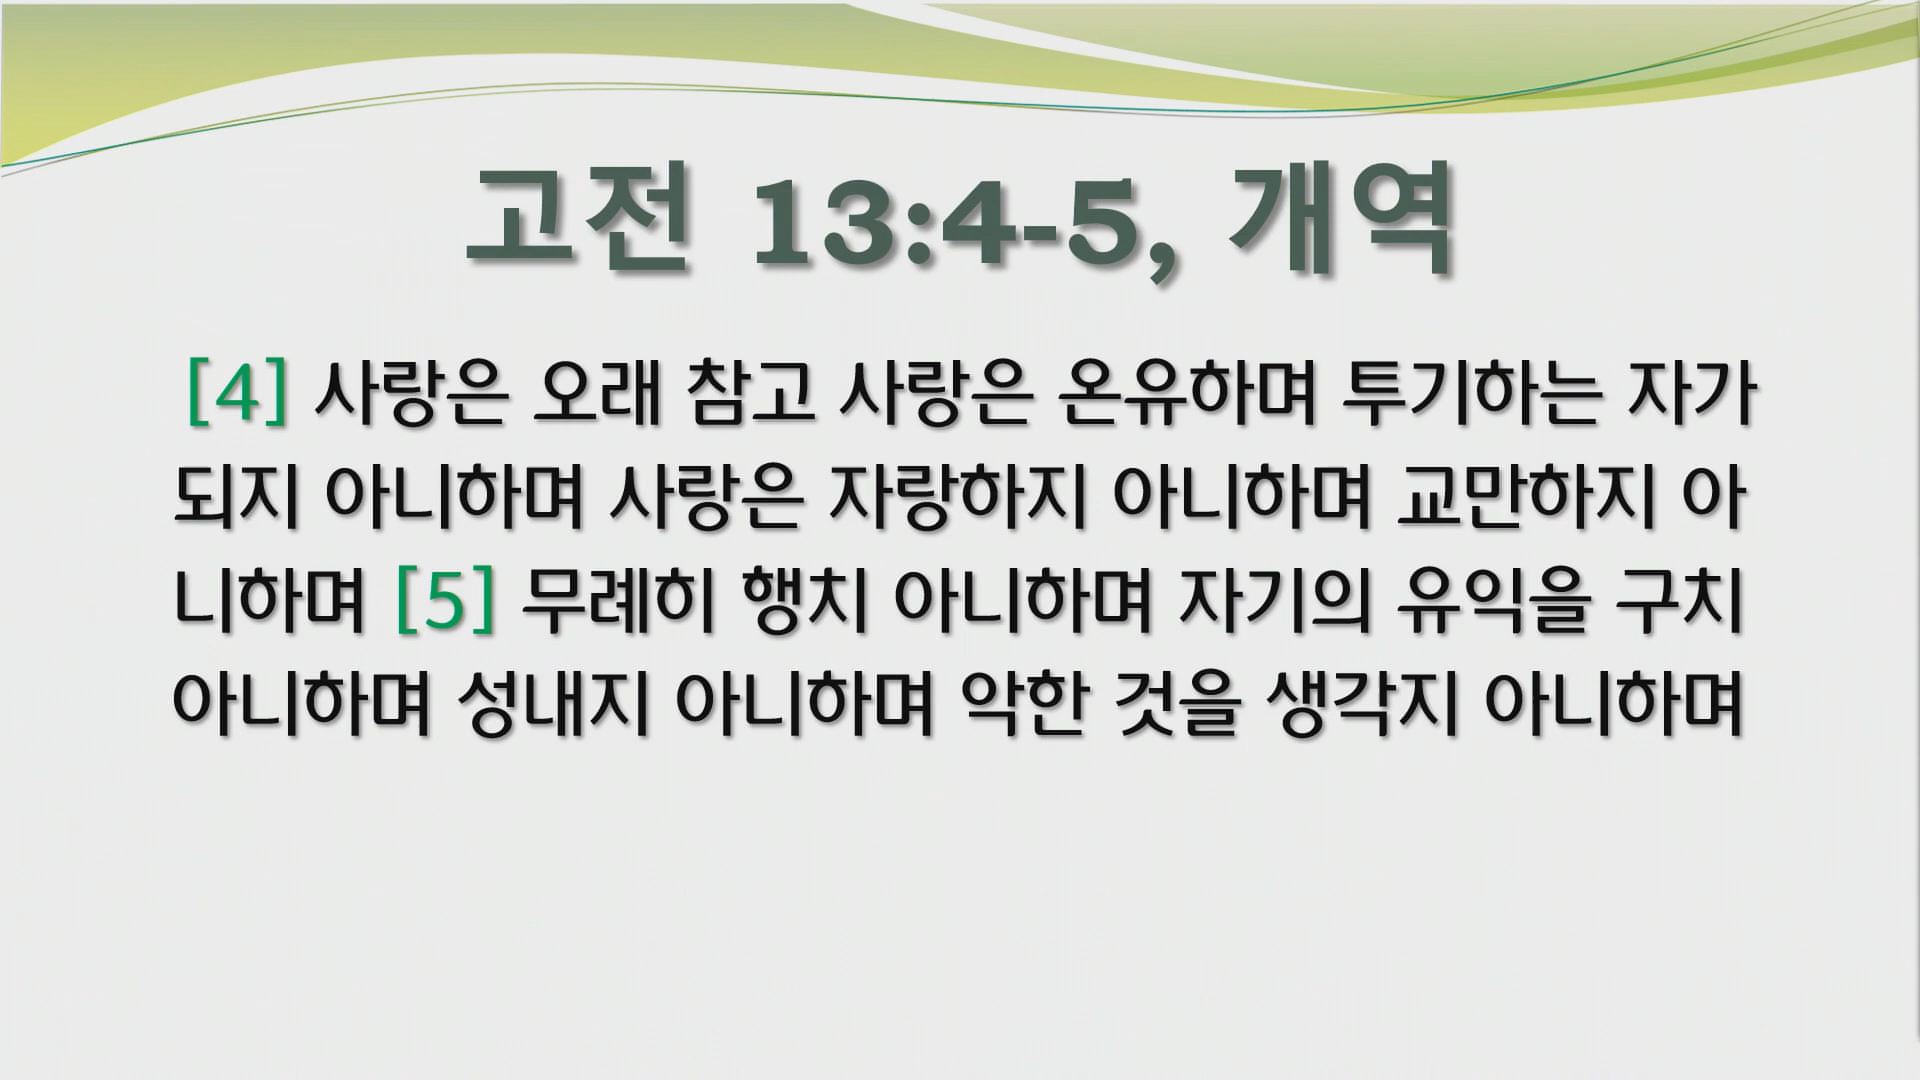 고전 13:4-5, 개역
[4] 사랑은 오래 참고 사랑은 온유하며 투기하는 자가
되지 아니하며 사랑은 자랑하지 아니하며 교만하지 아
니하며 [5] 무례히 행치 아니하며 자기의 유익을 구치
아니하며 성내지 아니하며 악한 것을 생각지 아니하며